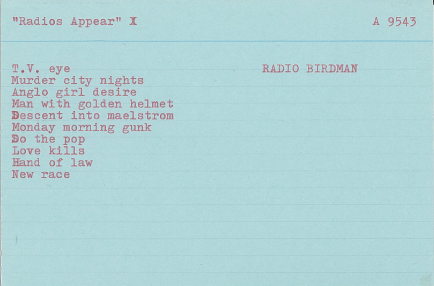 "Radios Appear" X
A 9543
T.V. eye
RADIO BIRDMAN
Murder city nights
Anglo girl desire
Man with golden helmet
Descent into maelstrom
Monday morning gunk
Do the pop
Love kills
Hand of law
New race